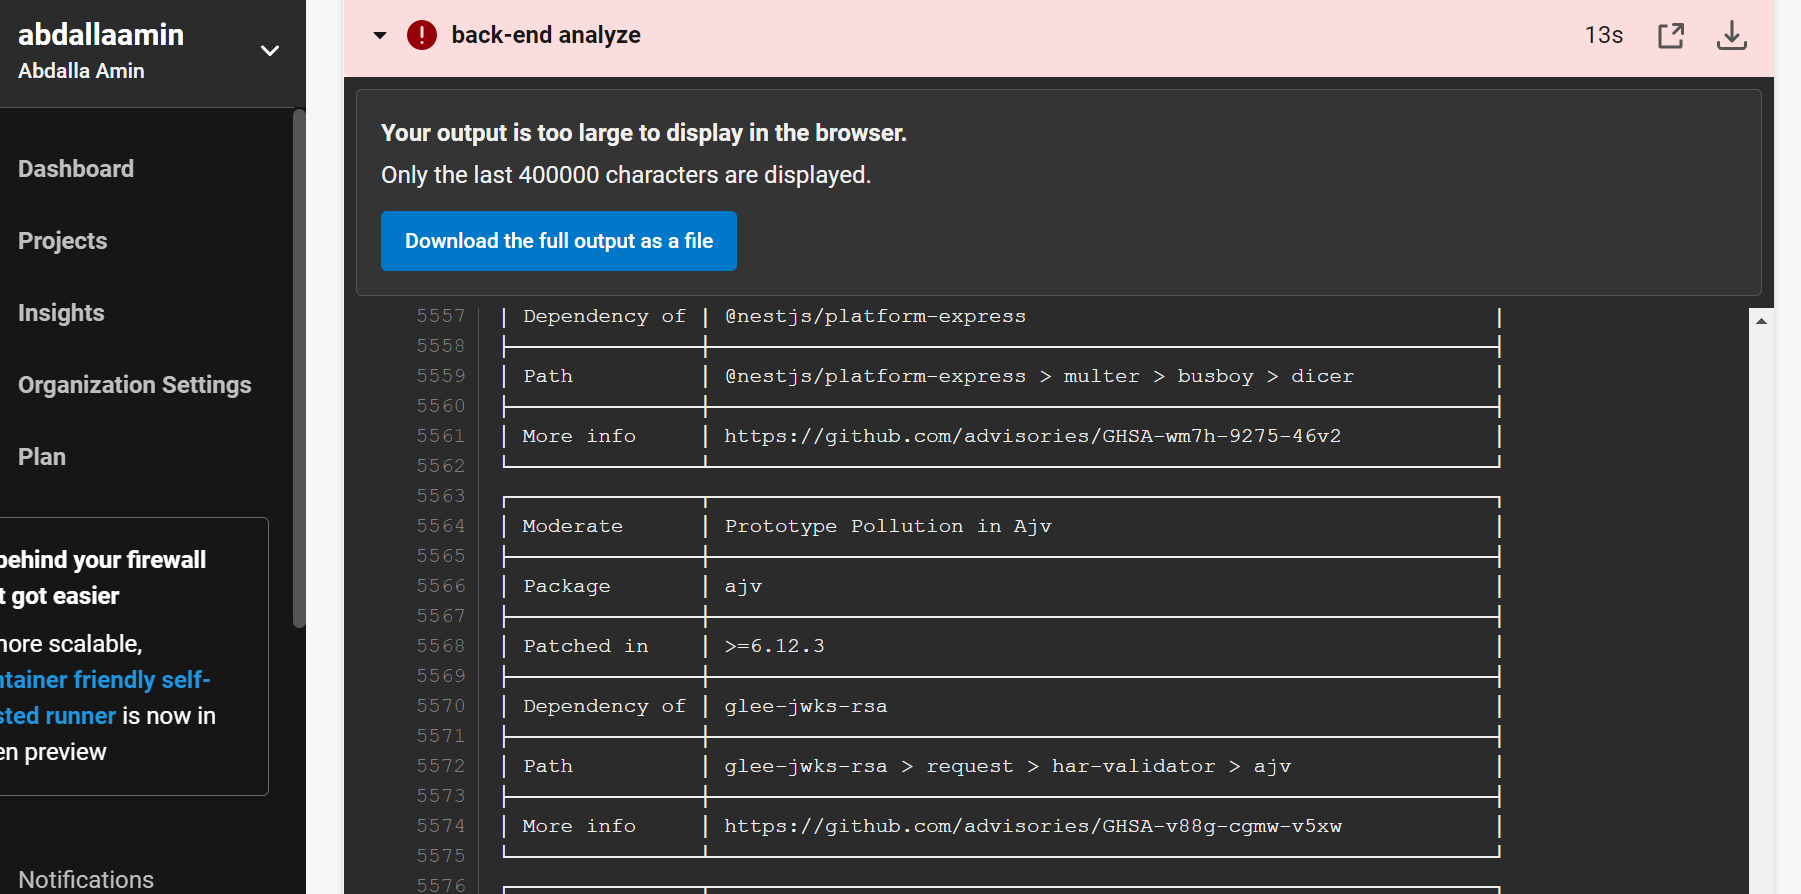 abdallaamin
Abdalla Amin
Dashboard
Projects
Insights
Organization Settings
Plan
behind your firewall
t got easier
more scalable,
ntainer friendly self-
sted runner is now in
en preview
Notifications
back-end analyze
13s
Your output is too large to display in the browser.
Only the last 400000 characters are displayed.
Download the full output as a file
5557 │ Dependency of │ @nestjs/platform-express │
5558
5559 │ Path │ @nestjs/platform-express > multer > busboy > dicer │
5560
5561 │ More info │ https://github.com/advisories/GHSA-wm7h-9275-46v2 │
5562
5563
5564 │ Moderate │ Prototype Pollution in Ajv │
5565
5566 │ Package │ ajv │
5567
5568 │ Patched in │ >=6.12.3 │
5569
5570 │ Dependency of │ glee-jwks-rsa │
5571
5572 │ Path │ glee-jwks-rsa > request > har-validator > ajv │
5573
5574 │ More info │ https://github.com/advisories/GHSA-v88g-cgmw-v5xw │
5575
5576